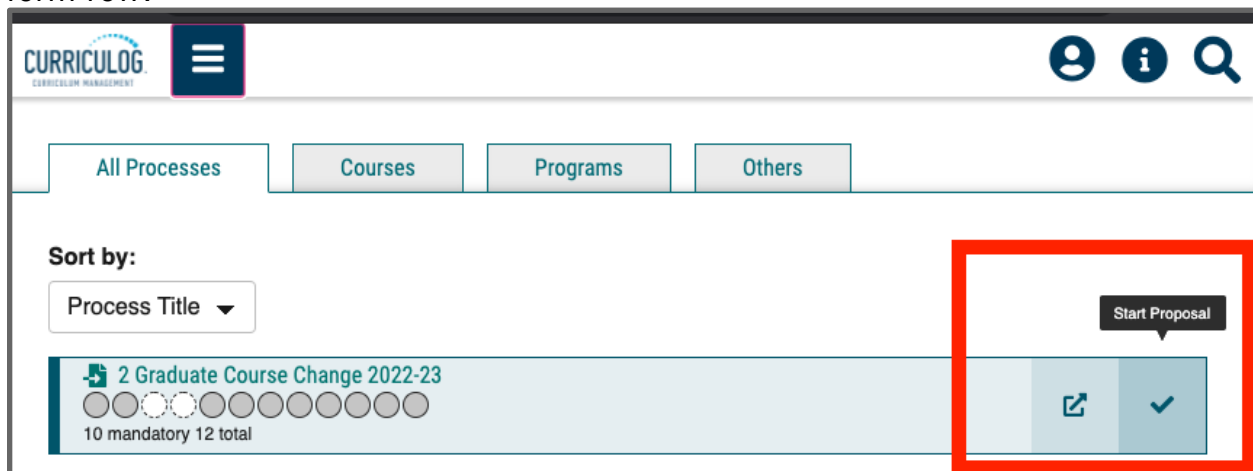 CURRICULOG.
CURRICULUM MANAGEMENT
All Processes
Courses
Programs
Others
Sort by:
Process Title
Start Proposal
2 Graduate Course Change 2022-23
10 mandatory 12 total